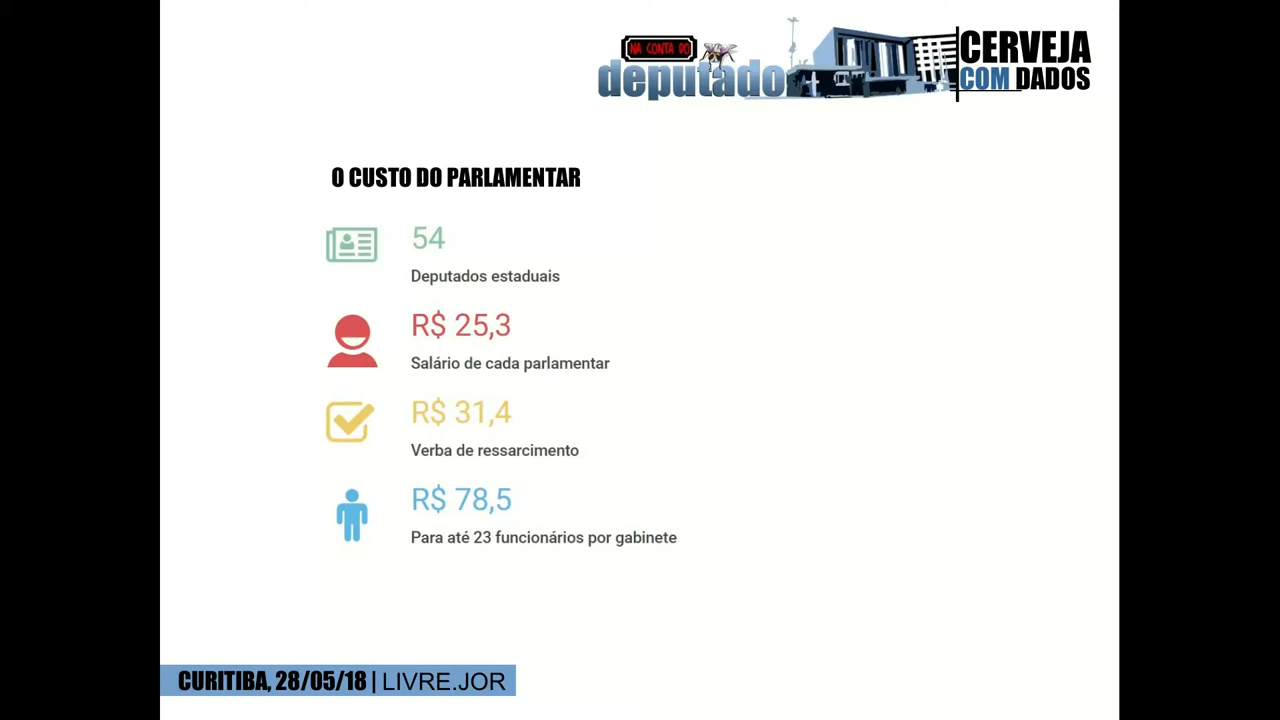 NA CONTA DO
deputado
CERVEJA
COM DADOS
O CUSTO DO PARLAMENTAR
54
Deputados estaduais
R$ 25,3
Salário de cada parlamentar
R$ 31,4
Verba de ressarcimento
R$ 78,5
Para até 23 funcionários por gabinete
CURITIBA, 28/05/18 | LIVRE.JOR